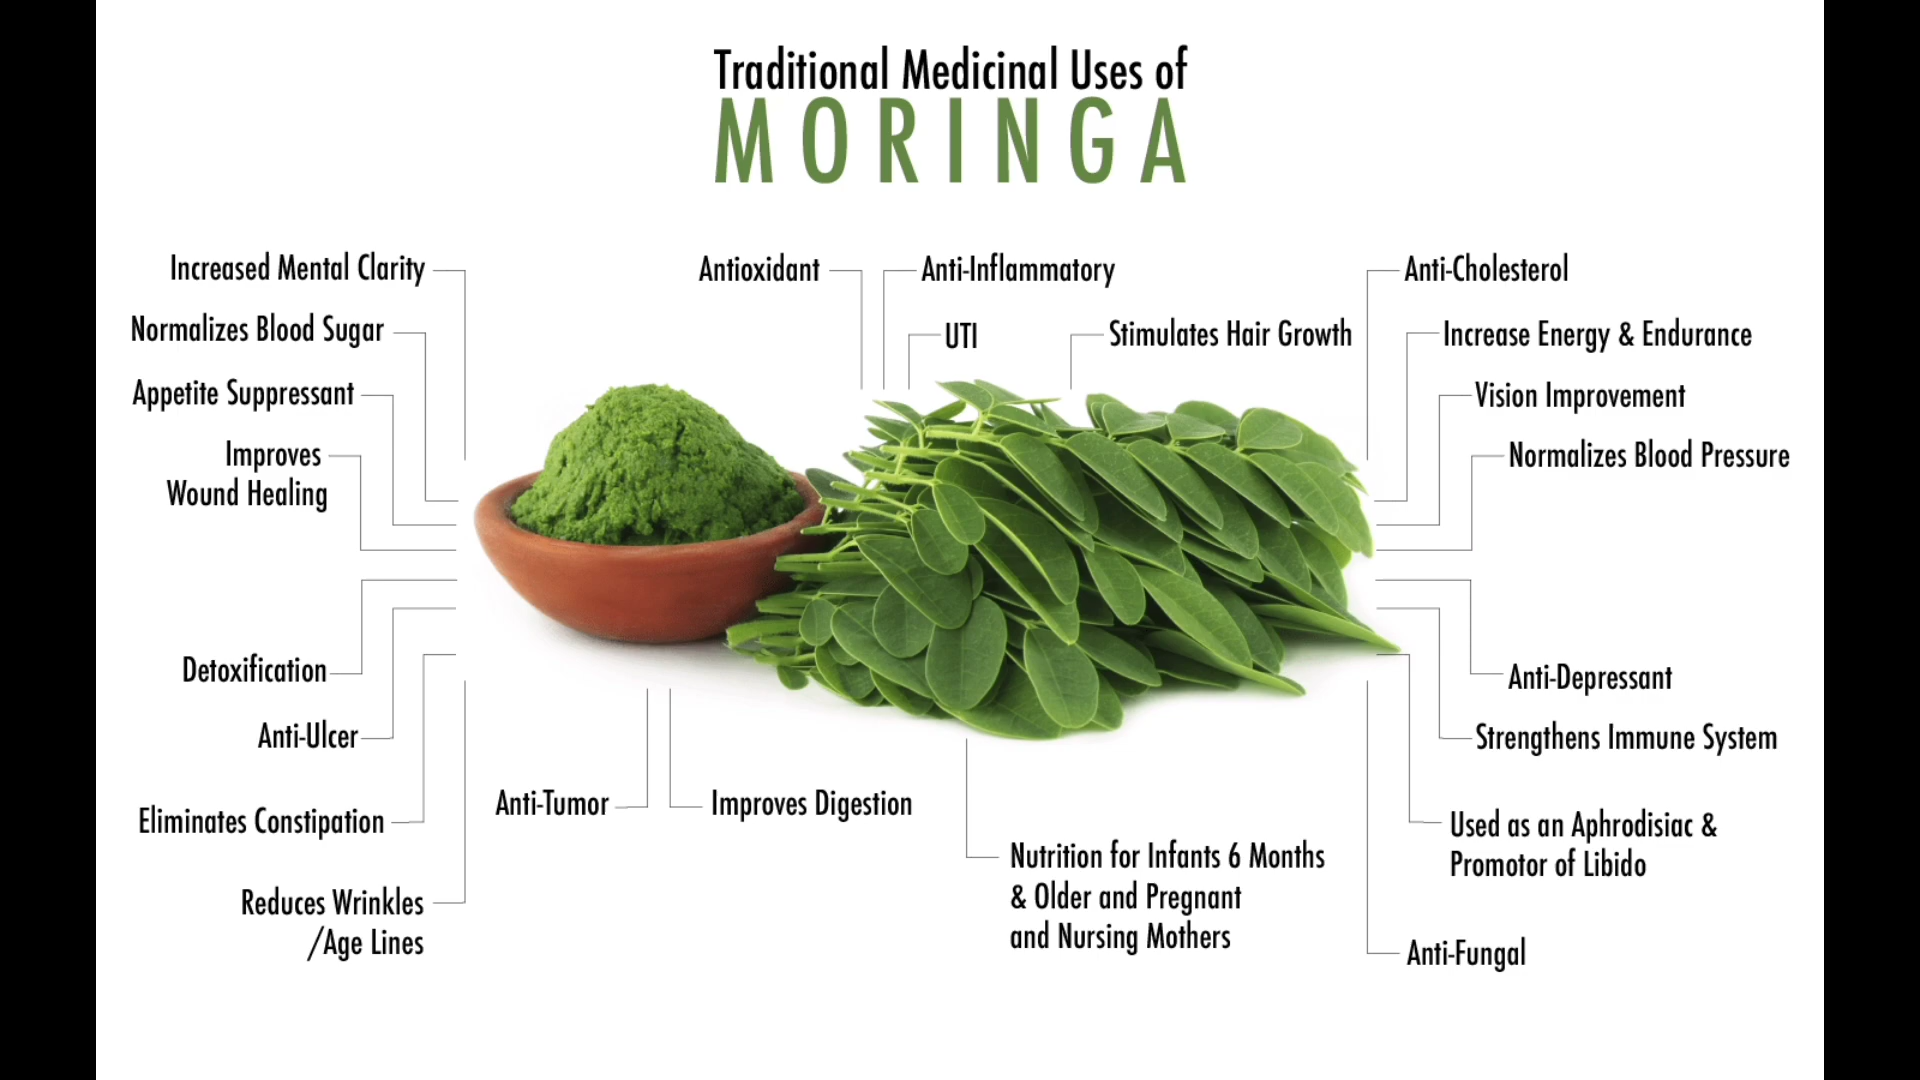 Traditional Medicinal Uses of
MORINGA
Increased Mental Clarity
Normalizes Blood Sugar
Appetite Suppressant
Improves
Wound Healing
Detoxification
Anti-Ulcer
Eliminates Constipation
Reduces Wrinkles
/Age Lines
Antioxidant
Anti-Inflammatory
UTI
Stimulates Hair Growth
Anti-Tumor
Improves Digestion
Nutrition for Infants 6 Months
& Older and Pregnant
and Nursing Mothers
Anti-Cholesterol
Increase Energy & Endurance
Vision Improvement
Normalizes Blood Pressure
Anti-Depressant
Strengthens Immune System
Used as an Aphrodisiac &
Promotor of Libido
Anti-Fungal